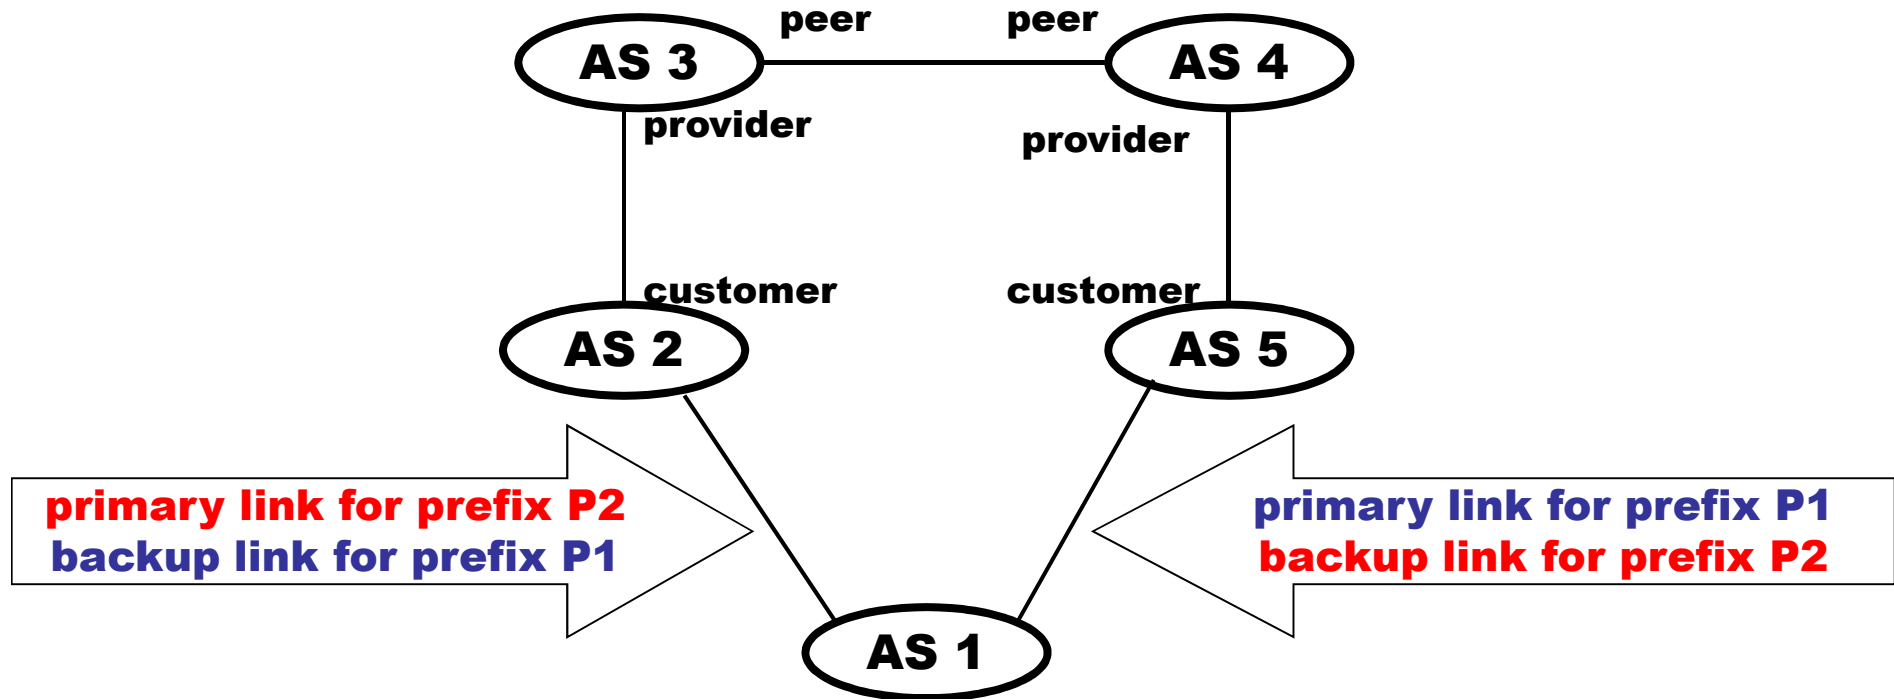 peer peer
AS 3 AS 4
provider provider
customer customer
AS 2 AS 5
primary link for prefix P2
backup link for prefix P1
primary link for prefix P1
backup link for prefix P2
AS 1